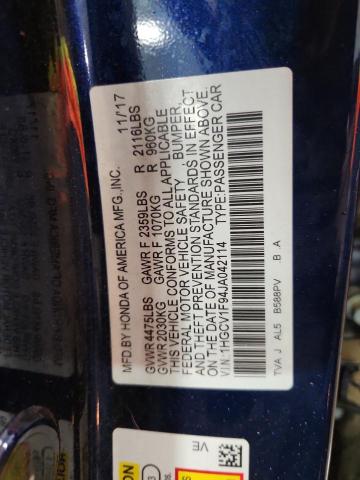 MFD.BY HONDA OF AMERICA MFG.,INC. 11/17
GVWR 4475LBS GAWR F 2359LBS R 2116LBS
GVWR 2030KG GAWR F 1070KG R 960KG
THIS VEHICLE CONFORMS TO ALL APPLICABLE
FEDERAL MOTOR VEHICLE SAFETY, BUMPER,
AND THEFT PREVENTION STANDARDS IN EFFECT ON
THE DATE OF MANUFACTURE SHOWN ABOVE.
V.I.N.:1HGCV1F94JA042114 TYPE:PASSENGER CAR
TVA J AL5 B588PV B A
VE